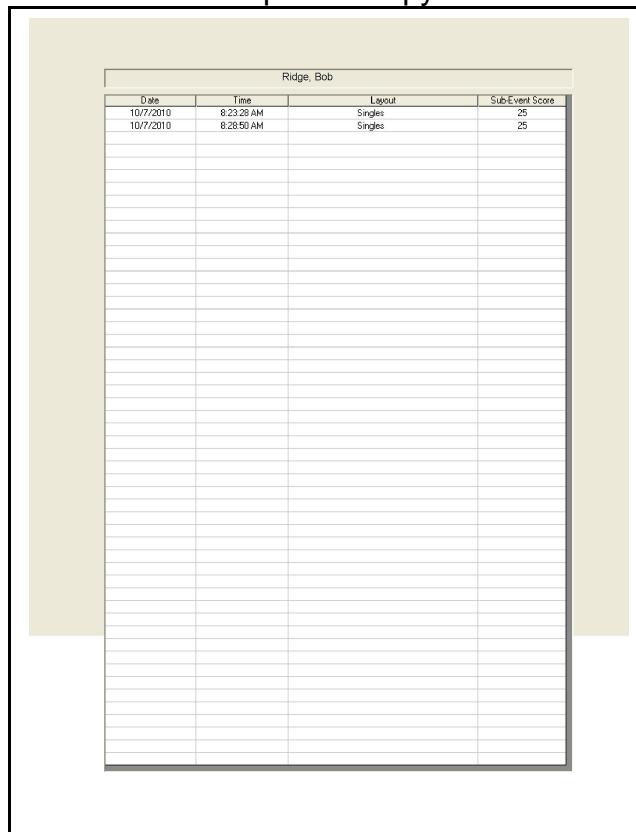 Ridge, Bob
Date Time Layout Sub-Event Score
10/7/2010 8:23:28 AM Singles 25
10/7/2010 8:28:50 AM Singles 25